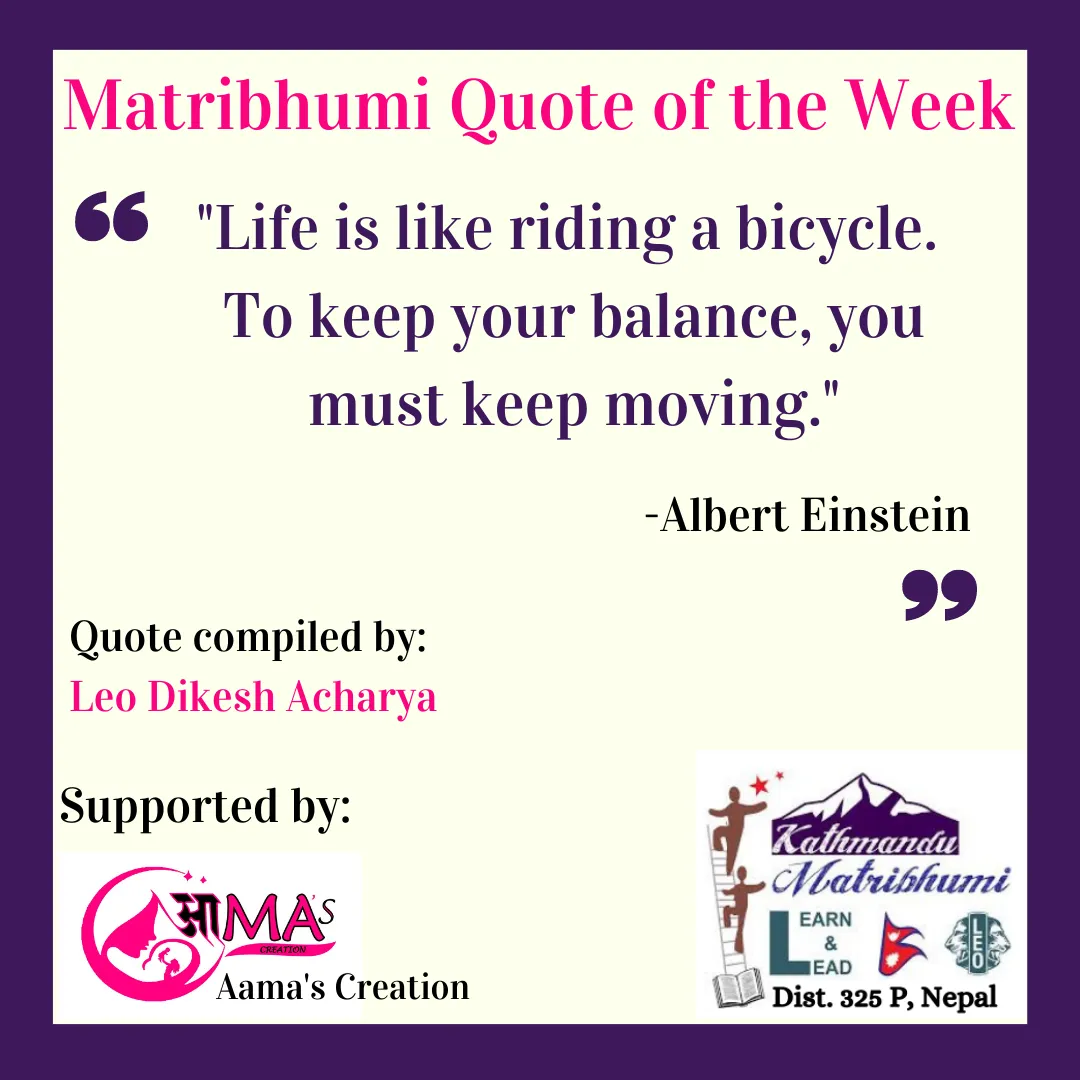 Matribhumi Quote of the Week
❝ "Life is like riding a bicycle.
To keep your balance, you
must keep moving."
-Albert Einstein
❞
Quote compiled by:
Leo Dikesh Acharya
Supported by:
आMA's
CREATION
Aama's Creation
Kathmandu
Matribhumi
LEARN
&
LEAD
LEO
Dist. 325 P, Nepal